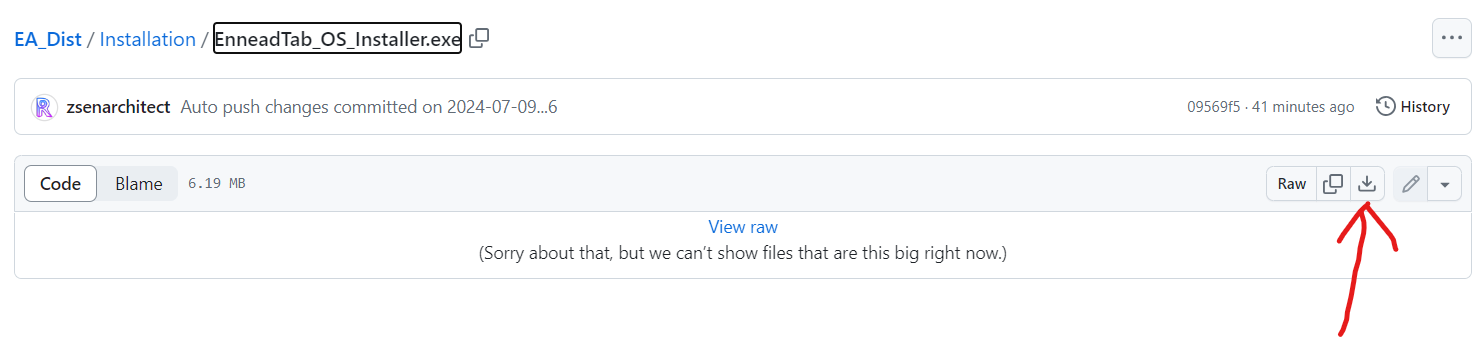 EA_Dist / Installation / EnneadTab_OS_Installer.exe
zsenarchitect Auto push changes committed on 2024-07-09...6 09569f5 · 41 minutes ago History
Code Blame 6.19 MB Raw
View raw
(Sorry about that, but we can’t show files that are this big right now.)